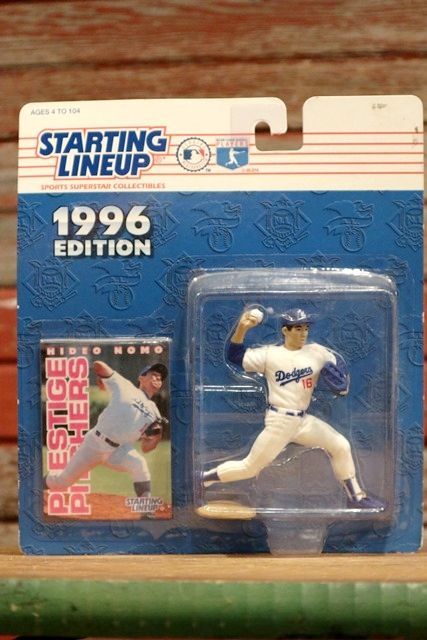 AGES 4 TO 104
STARTING
LINEUP
SPORTS SUPERSTAR COLLECTIBLES
PLAYERS
1996
EDITION
HIDEO NOMO
PRESTIGE
PITCHERS
STARTING
LINEUP
Dodgers
16